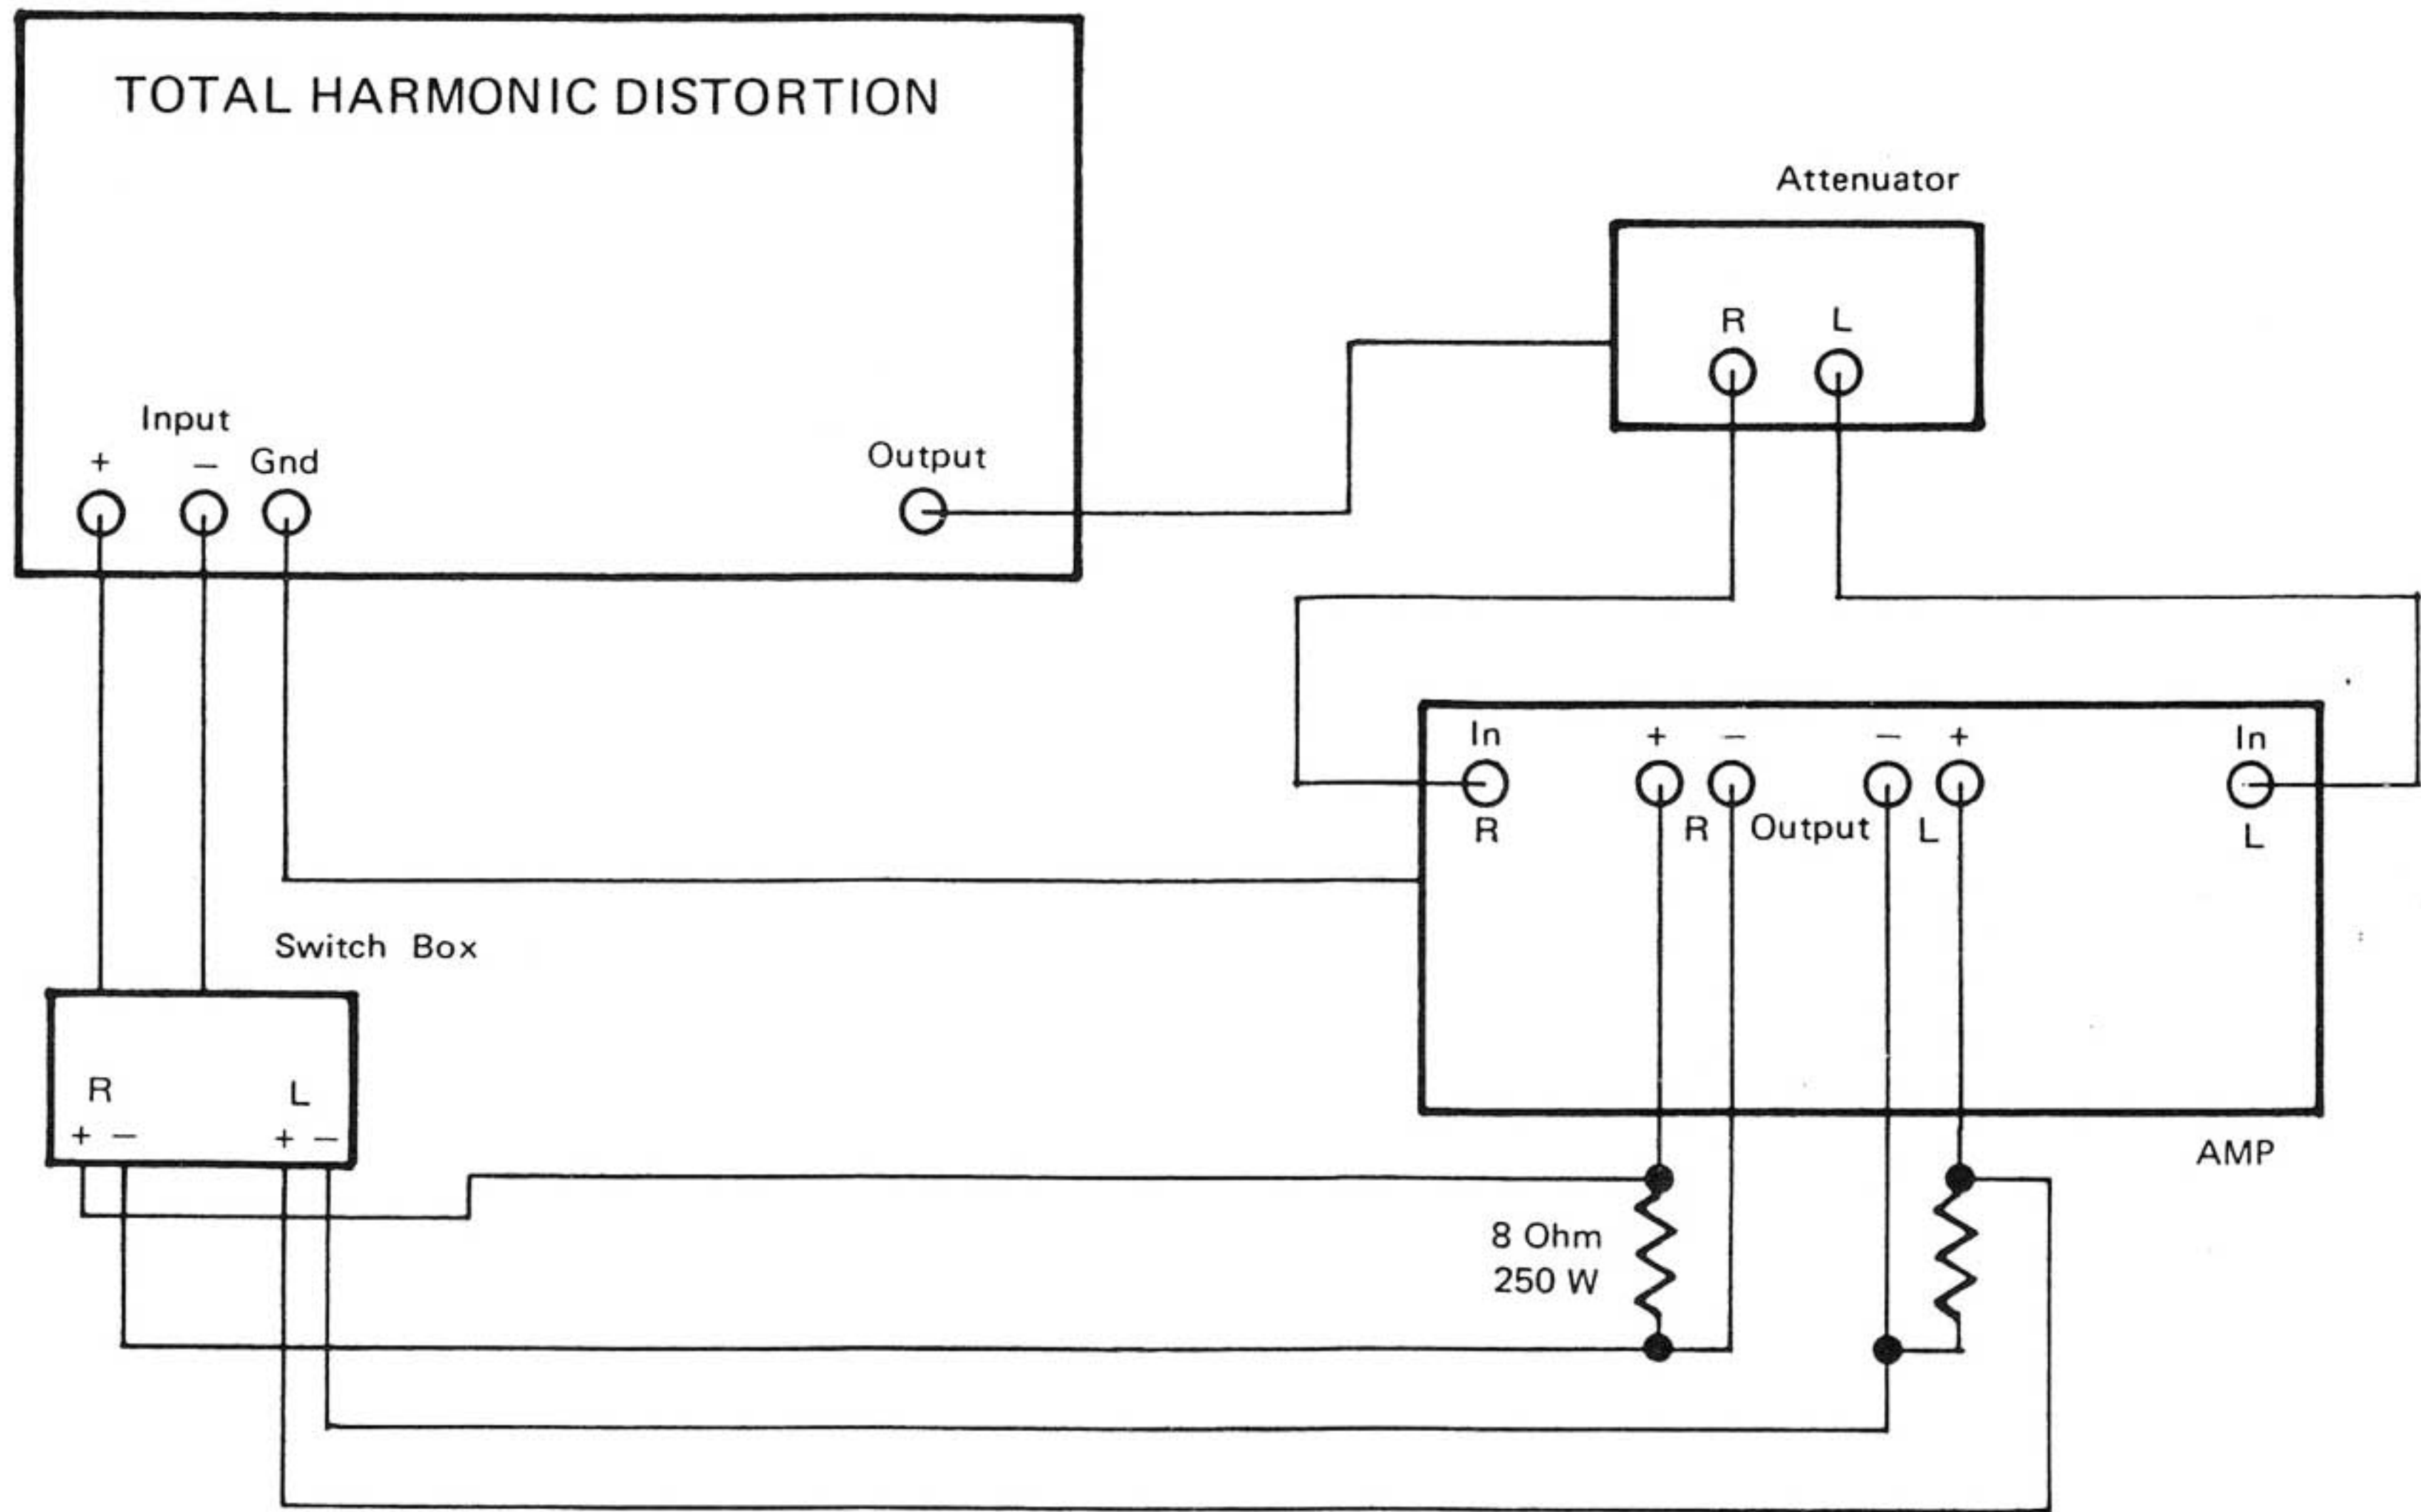 TOTAL HARMONIC DISTORTION
Attenuator
R L
Input
+ — Gnd
Output
In + — — + In
R R Output L L
Switch Box
R L
+ — + —
AMP
8 Ohm
250 W